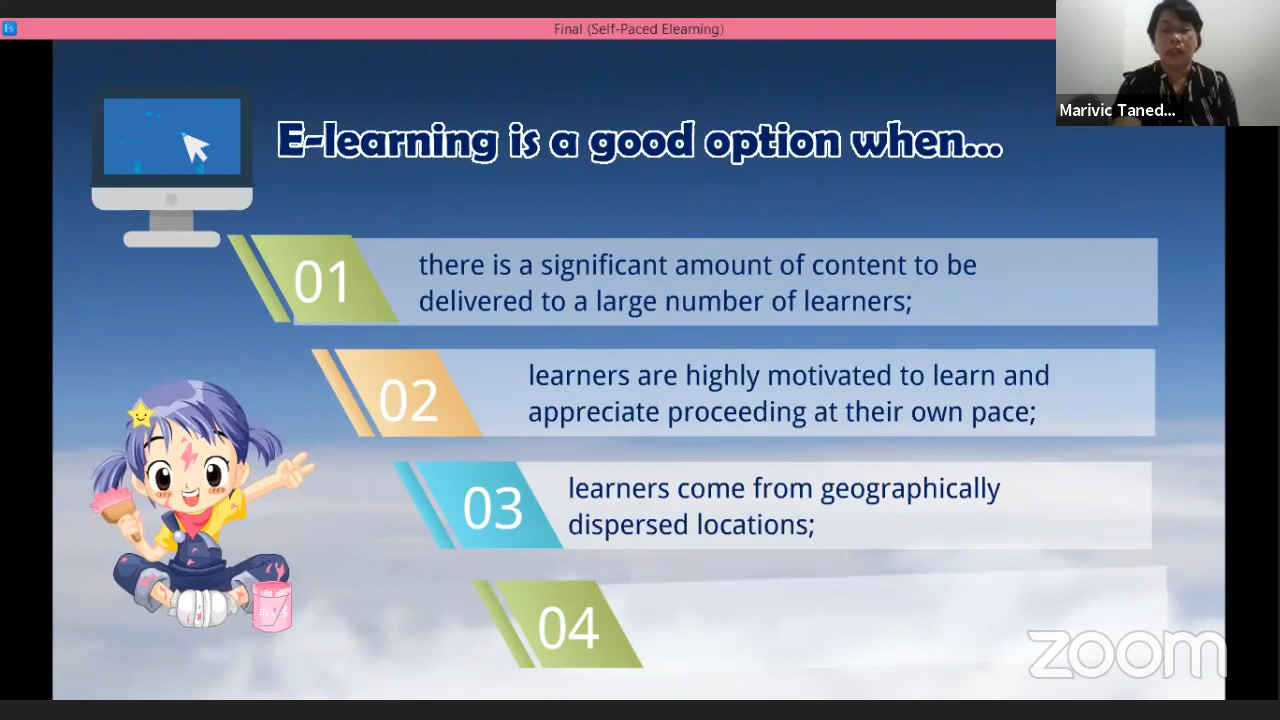 Final (Self-Paced Elearning)
Marivic Taned...
E-learning is a good option when...
01
there is a significant amount of content to be
delivered to a large number of learners;
02
learners are highly motivated to learn and
appreciate proceeding at their own pace;
03
learners come from geographically
dispersed locations;
04
zoom